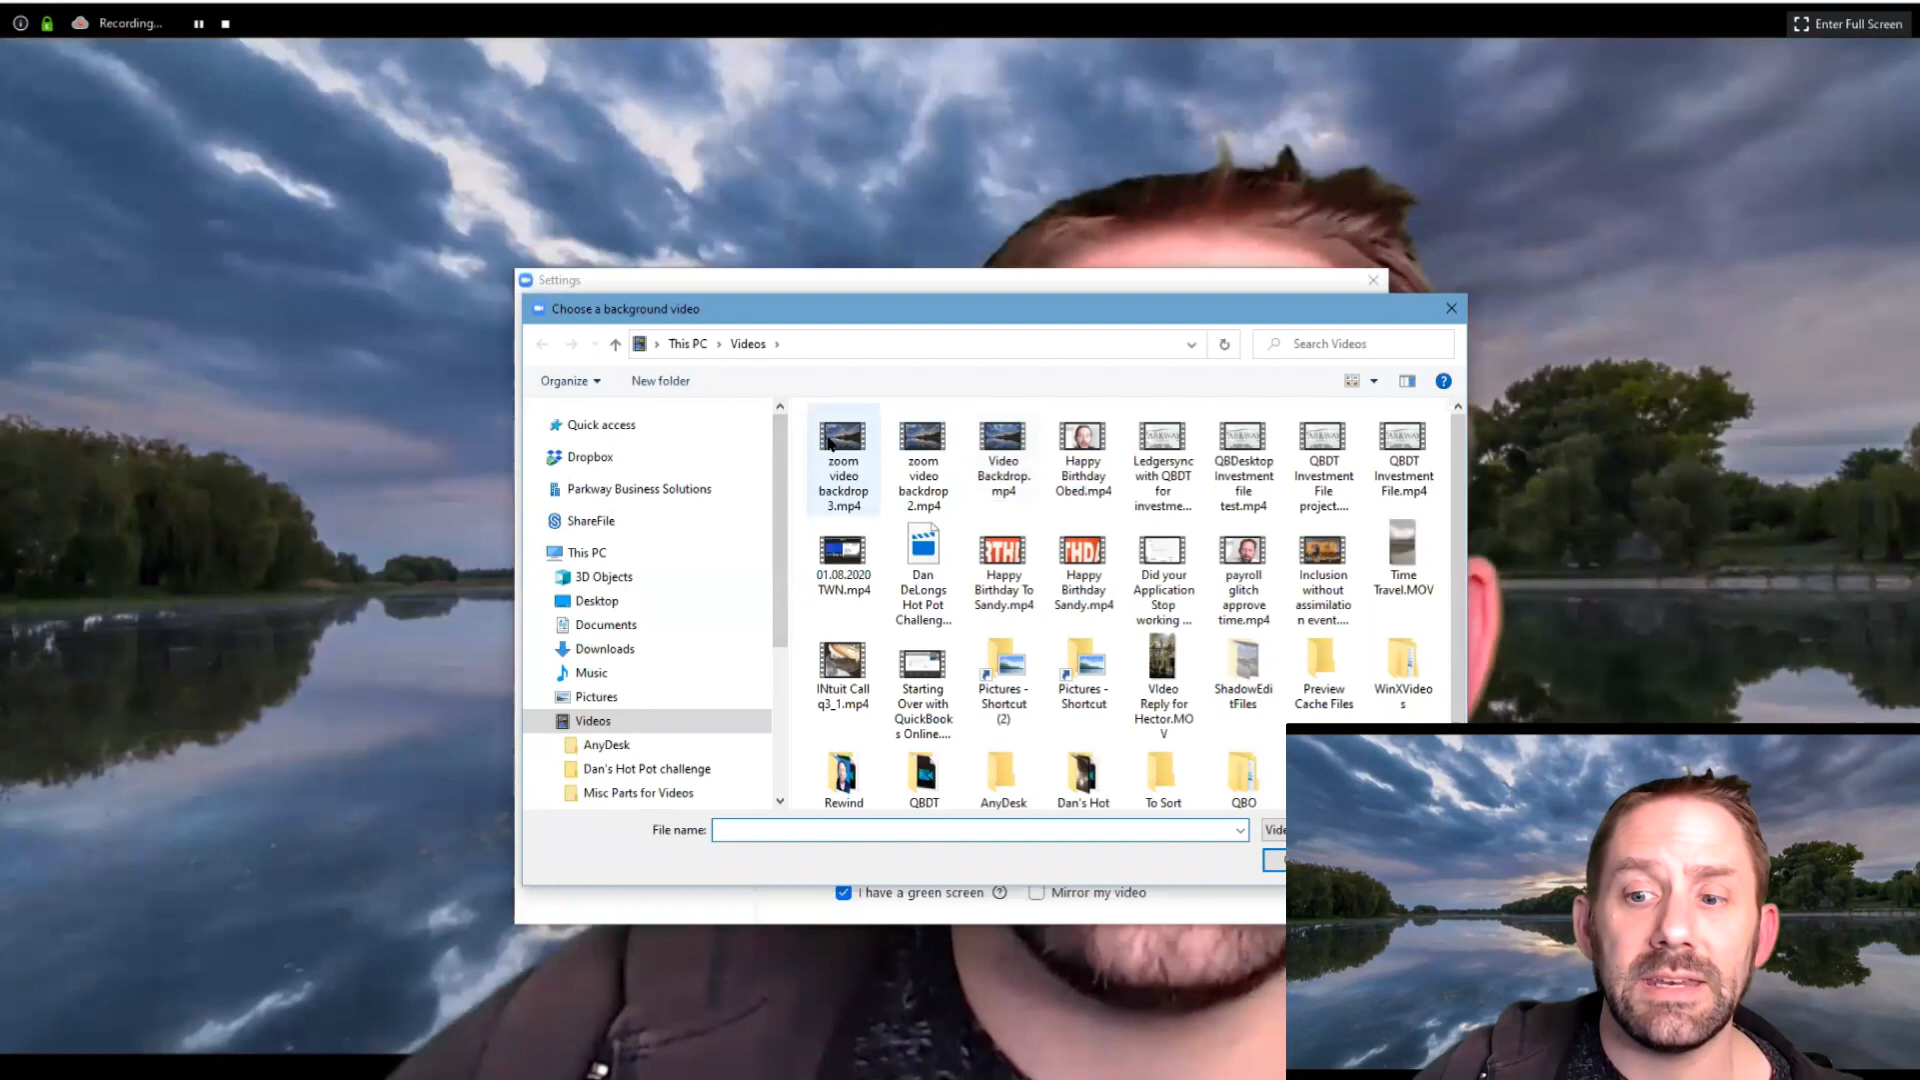 Recording...
Enter Full Screen
Settings
Choose a background video
This PC > Videos >
Search Videos
Organize
New folder
Quick access
Dropbox
Parkway Business Solutions
ShareFile
This PC
3D Objects
Desktop
Documents
Downloads
Music
Pictures
Videos
AnyDesk
Dan's Hot Pot challenge
Misc Parts for Videos
zoom
video
backdrop
3.mp4
zoom
video
backdrop
2.mp4
Video
Backdrop.
mp4
Happy
Birthday
Obed.mp4
Ledgersync
with QBDT
for
investme...
QBDesktop
Investment
file
test.mp4
QBDT
Investment
File
project....
QBDT
Investment
File.mp4
01.08.2020
TWN.mp4
Dan
DeLongs
Hot Pot
Challeng...
Happy
Birthday To
Sandy.mp4
Happy
Birthday
Sandy.mp4
Did your
Application
Stop
working ...
payroll
glitch
approve
time.mp4
Inclusion
without
assimilatio
n event....
Time
Travel.MOV
INtuit Call
q3_1.mp4
Starting
Over with
QuickBook
s Online....
Pictures -
Shortcut
(2)
Pictures -
Shortcut
VIdeo
Reply for
Hector.MO
V
ShadowEdi
tFiles
Preview
Cache Files
WinXVideo
s
Rewind
QBDT
AnyDesk
Dan's Hot
To Sort
QBO
File name:
Vide
I have a green screen
Mirror my video